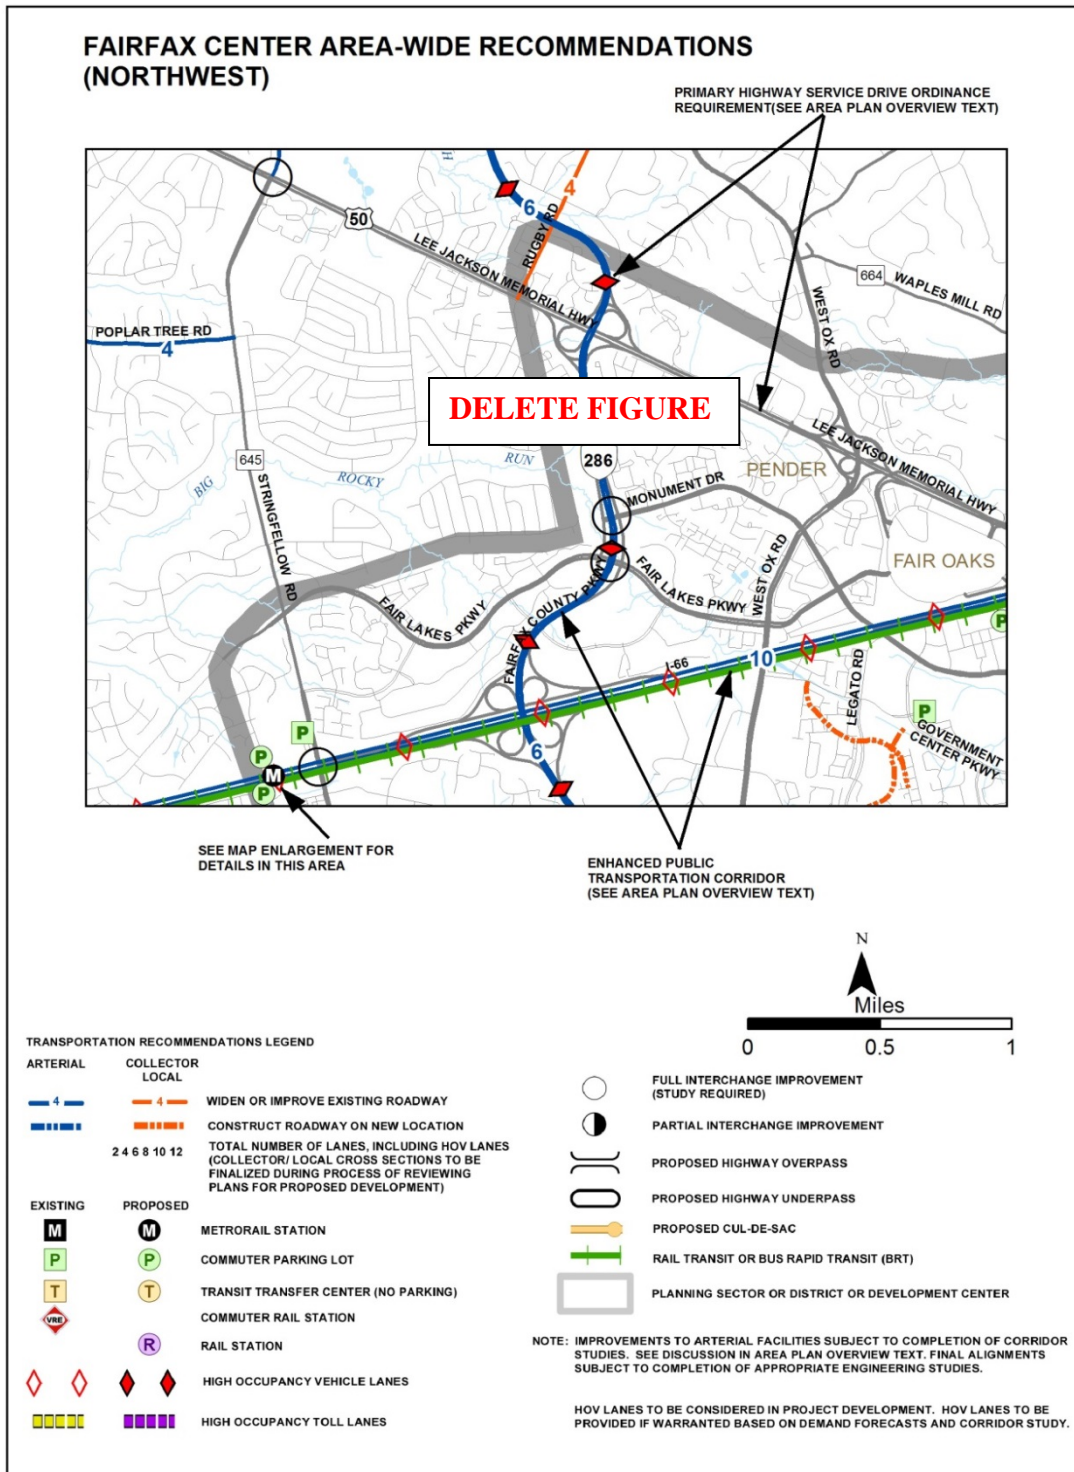 FAIRFAX CENTER AREA-WIDE RECOMMENDATIONS
(NORTHWEST)
PRIMARY HIGHWAY SERVICE DRIVE ORDINANCE
REQUIREMENT(SEE AREA PLAN OVERVIEW TEXT)
50
6
4
RUGBY RD
LEE JACKSON MEMORIAL HWY
664
WAPLES MILL RD
WEST OX RD
POPLAR TREE RD
4
DELETE FIGURE
LEE JACKSON MEMORIAL HWY
645
STRINGFELLOW RD
BIG
ROCKY
RUN
286
MONUMENT DR
PENDER
FAIR OAKS
WEST OX RD
FAIR LAKES PKWY
FAIR LAKES PKWY
FAIRFAX COUNTY PKWY
I-66
10
P
LEGATO RD
P
GOVERNMENT
CENTER PKWY
6
P
P
M
P
SEE MAP ENLARGEMENT FOR
DETAILS IN THIS AREA
ENHANCED PUBLIC
TRANSPORTATION CORRIDOR
(SEE AREA PLAN OVERVIEW TEXT)
N
Miles
0 0.5 1
TRANSPORTATION RECOMMENDATIONS LEGEND
ARTERIAL COLLECTOR
LOCAL
4 4 WIDEN OR IMPROVE EXISTING ROADWAY
CONSTRUCT ROADWAY ON NEW LOCATION
2 4 6 8 10 12 TOTAL NUMBER OF LANES, INCLUDING HOV LANES
(COLLECTOR/ LOCAL CROSS SECTIONS TO BE
FINALIZED DURING PROCESS OF REVIEWING
PLANS FOR PROPOSED DEVELOPMENT)
EXISTING PROPOSED
M M METRORAIL STATION
P P COMMUTER PARKING LOT
T T TRANSIT TRANSFER CENTER (NO PARKING)
VRE COMMUTER RAIL STATION
R RAIL STATION
HIGH OCCUPANCY VEHICLE LANES
HIGH OCCUPANCY TOLL LANES
FULL INTERCHANGE IMPROVEMENT
(STUDY REQUIRED)
PARTIAL INTERCHANGE IMPROVEMENT
PROPOSED HIGHWAY OVERPASS
PROPOSED HIGHWAY UNDERPASS
PROPOSED CUL-DE-SAC
RAIL TRANSIT OR BUS RAPID TRANSIT (BRT)
PLANNING SECTOR OR DISTRICT OR DEVELOPMENT CENTER
NOTE: IMPROVEMENTS TO ARTERIAL FACILITIES SUBJECT TO COMPLETION OF CORRIDOR
STUDIES. SEE DISCUSSION IN AREA PLAN OVERVIEW TEXT. FINAL ALIGNMENTS
SUBJECT TO COMPLETION OF APPROPRIATE ENGINEERING STUDIES.
HOV LANES TO BE CONSIDERED IN PROJECT DEVELOPMENT. HOV LANES TO BE
PROVIDED IF WARRANTED BASED ON DEMAND FORECASTS AND CORRIDOR STUDY.